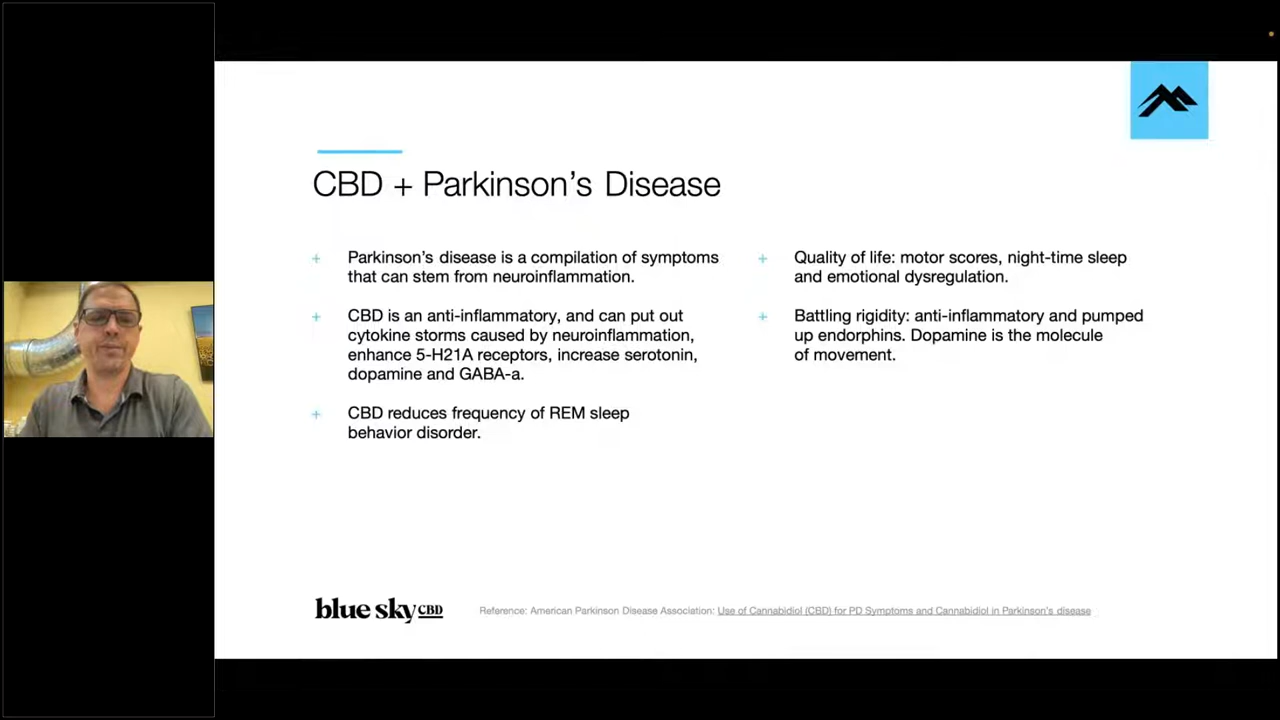 CBD + Parkinson's Disease
+ Parkinson's disease is a compilation of symptoms
that can stem from neuroinflammation.
+ CBD is an anti-inflammatory, and can put out
cytokine storms caused by neuroinflammation,
enhance 5-H21A receptors, increase serotonin,
dopamine and GABA-a.
+ CBD reduces frequency of REM sleep
behavior disorder.
+ Quality of life: motor scores, night-time sleep
and emotional dysregulation.
+ Battling rigidity: anti-inflammatory and pumped
up endorphins. Dopamine is the molecule
of movement.
blue sky CBD
Reference: American Parkinson Disease Association: Use of Cannabidiol (CBD) for PD Symptoms and Cannabidiol in Parkinson's disease